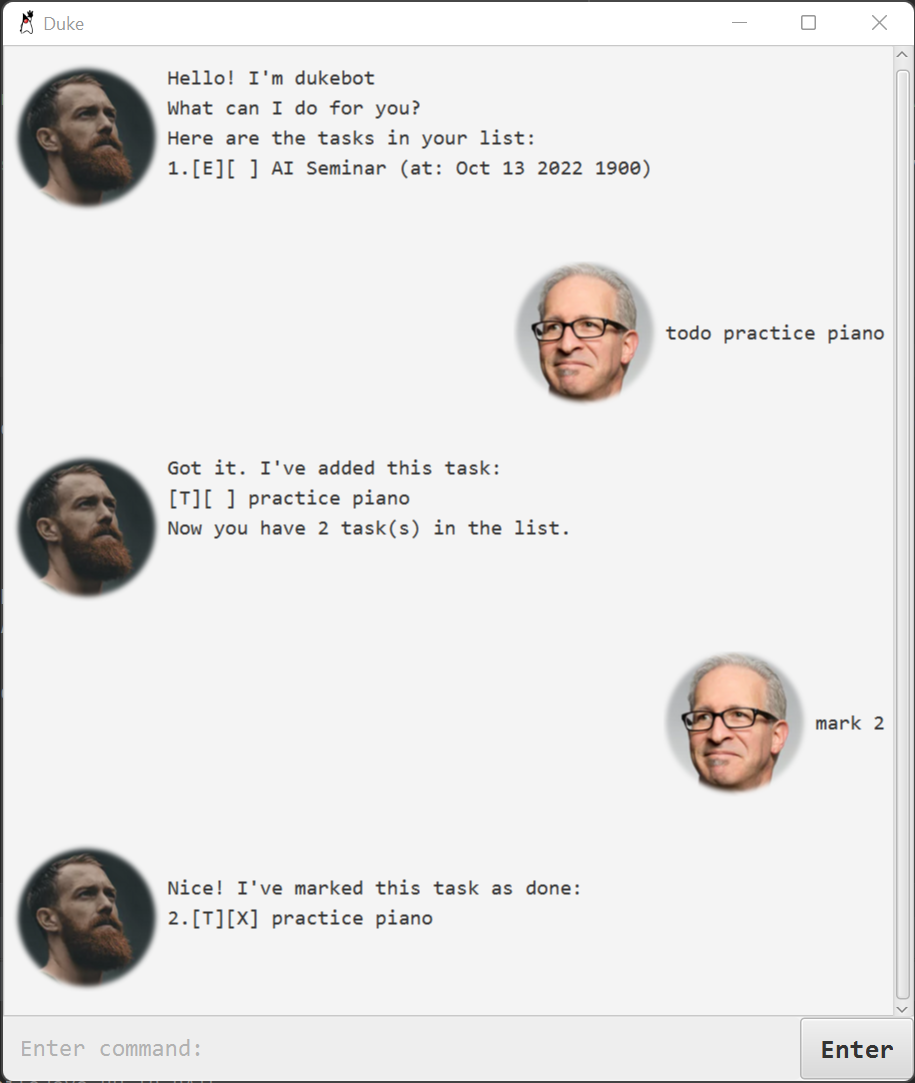 Duke
Hello! I'm dukebot
What can I do for you?
Here are the tasks in your list:
1.[E][ ] AI Seminar (at: Oct 13 2022 1900)
todo practice piano
Got it. I've added this task:
[T][ ] practice piano
Now you have 2 task(s) in the list.
mark 2
Nice! I've marked this task as done:
2.[T][X] practice piano
Enter command:
Enter